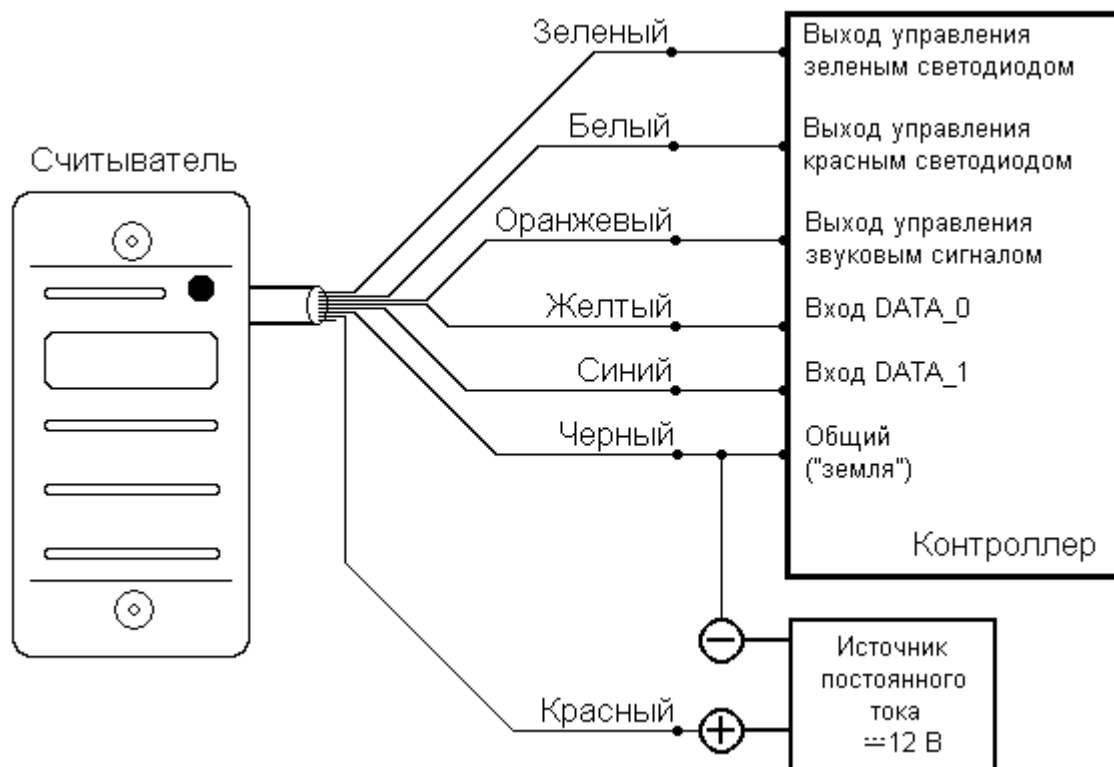 Зеленый
Выход управления
зеленым светодиодом
Белый
Выход управления
красным светодиодом
Считыватель
Оранжевый
Выход управления
звуковым сигналом
Желтый
Вход DATA_0
Синий
Вход DATA_1
Черный
Общий
("земля")
Контроллер
Источник
постоянного
тока
⎓12 В
Красный